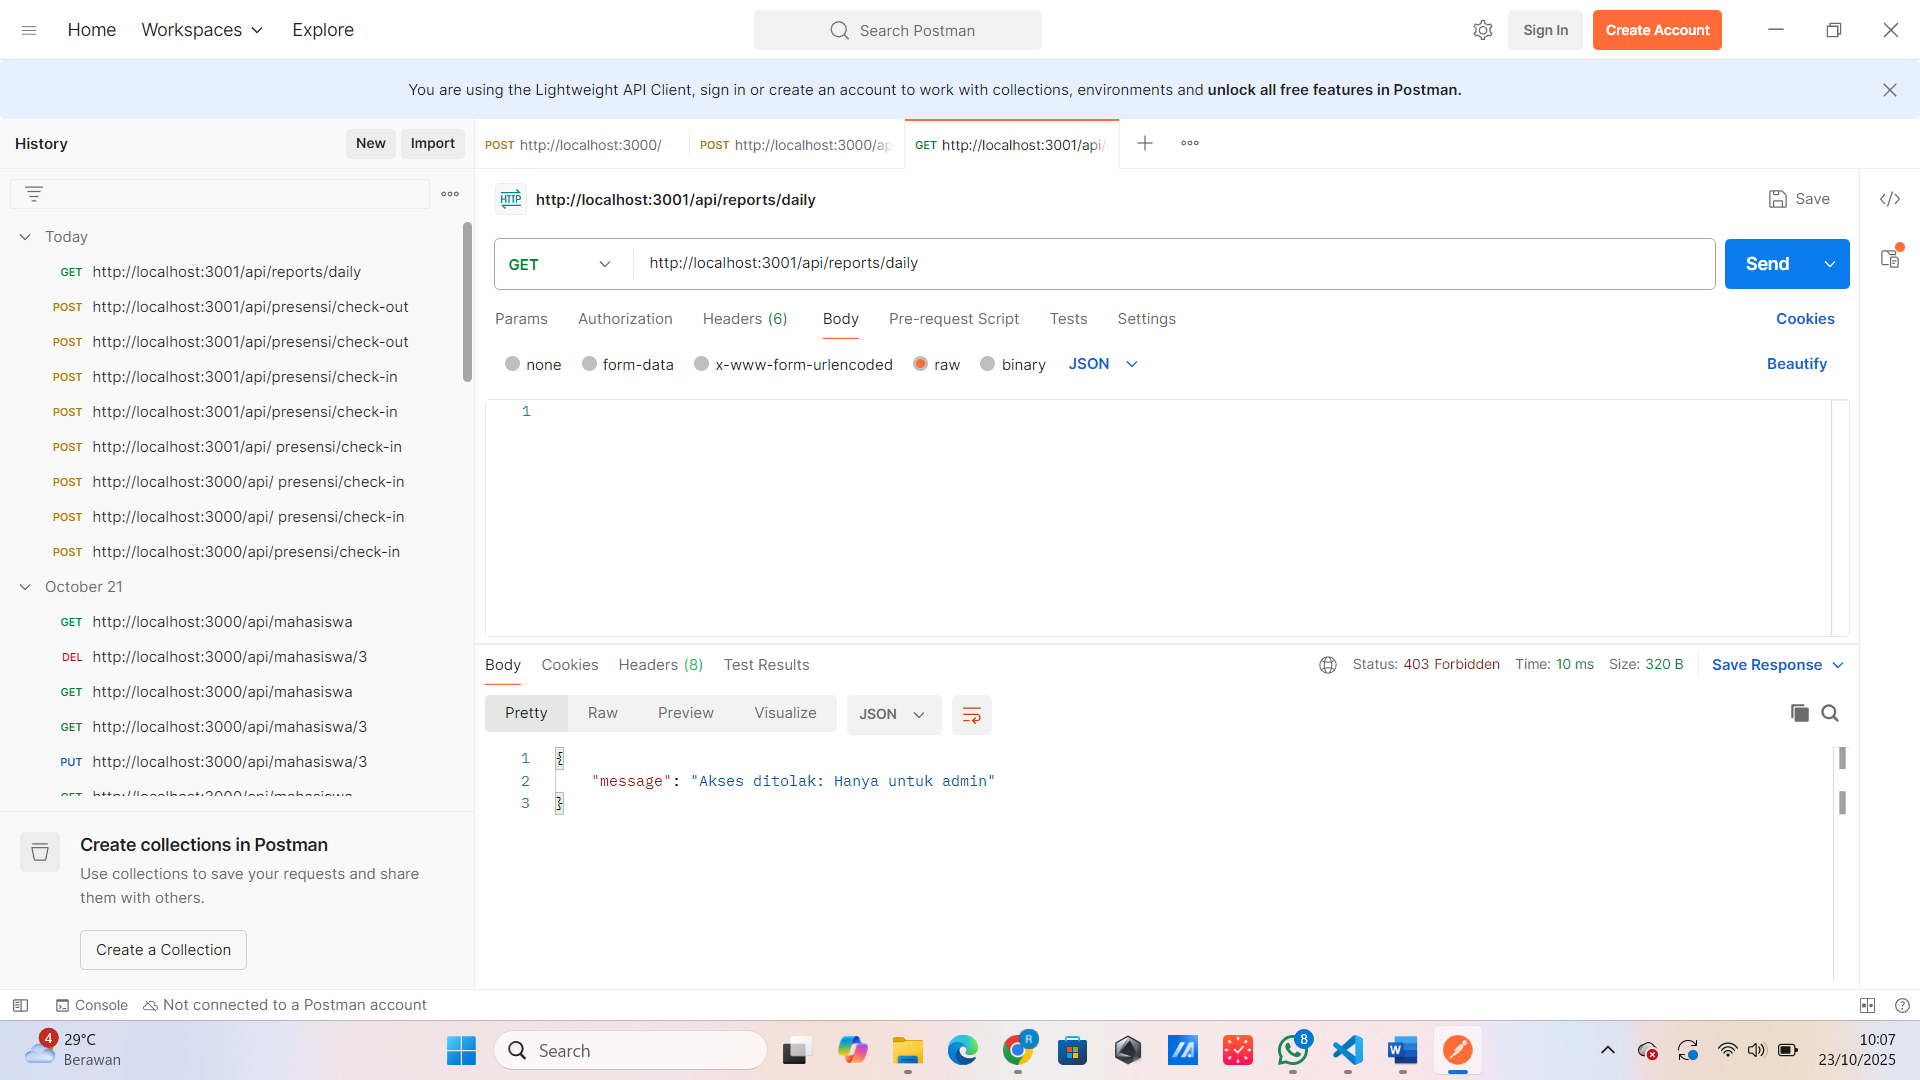 Home
Workspaces
Explore
Search Postman
Sign In
Create Account
You are using the Lightweight API Client, sign in or create an account to work with collections, environments and unlock all free features in Postman.
History
New
Import
POST http://localhost:3000/
POST http://localhost:3000/ap
GET http://localhost:3001/api/
HTTP http://localhost:3001/api/reports/daily
Save
Today
GET http://localhost:3001/api/reports/daily
POST http://localhost:3001/api/presensi/check-out
POST http://localhost:3001/api/presensi/check-out
POST http://localhost:3001/api/presensi/check-in
POST http://localhost:3001/api/presensi/check-in
POST http://localhost:3001/api/ presensi/check-in
POST http://localhost:3000/api/ presensi/check-in
POST http://localhost:3000/api/ presensi/check-in
POST http://localhost:3000/api/presensi/check-in
October 21
GET http://localhost:3000/api/mahasiswa
DEL http://localhost:3000/api/mahasiswa/3
GET http://localhost:3000/api/mahasiswa
GET http://localhost:3000/api/mahasiswa/3
PUT http://localhost:3000/api/mahasiswa/3
GET http://localhost:3000/api/mahasiswa
Create collections in Postman
Use collections to save your requests and share
them with others.
Create a Collection
GET
http://localhost:3001/api/reports/daily
Send
Params
Authorization
Headers (6)
Body
Pre-request Script
Tests
Settings
Cookies
none
form-data
x-www-form-urlencoded
raw
binary
JSON
Beautify
1
Body
Cookies
Headers (8)
Test Results
Status: 403 Forbidden
Time: 10 ms
Size: 320 B
Save Response
Pretty
Raw
Preview
Visualize
JSON
1 {
2 "message": "Akses ditolak: Hanya untuk admin"
3 }
Console
Not connected to a Postman account
4
29°C
Berawan
Search
R
8
10:07
23/10/2025